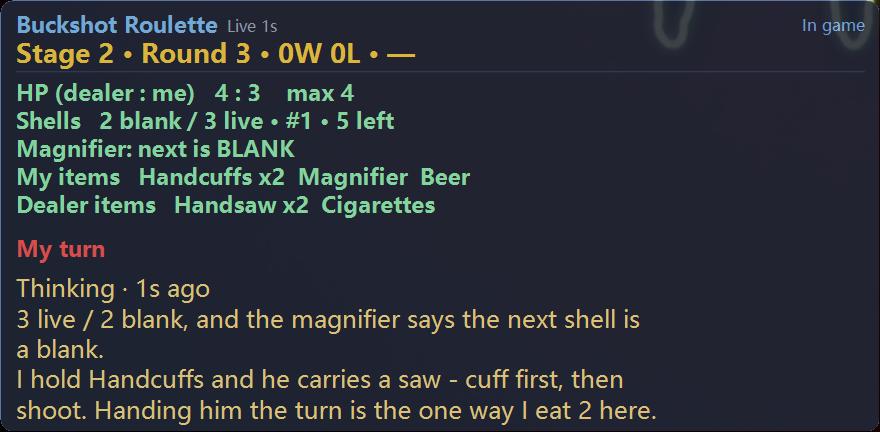 Buckshot Roulette Live 1s In game
Stage 2 • Round 3 • 0W 0L • —
HP (dealer : me) 4 : 3 max 4
Shells 2 blank / 3 live • #1 • 5 left
Magnifier: next is BLANK
My items Handcuffs x2 Magnifier Beer
Dealer items Handsaw x2 Cigarettes
My turn
Thinking · 1s ago
3 live / 2 blank, and the magnifier says the next shell is
a blank.
I hold Handcuffs and he carries a saw - cuff first, then
shoot. Handing him the turn is the one way I eat 2 here.